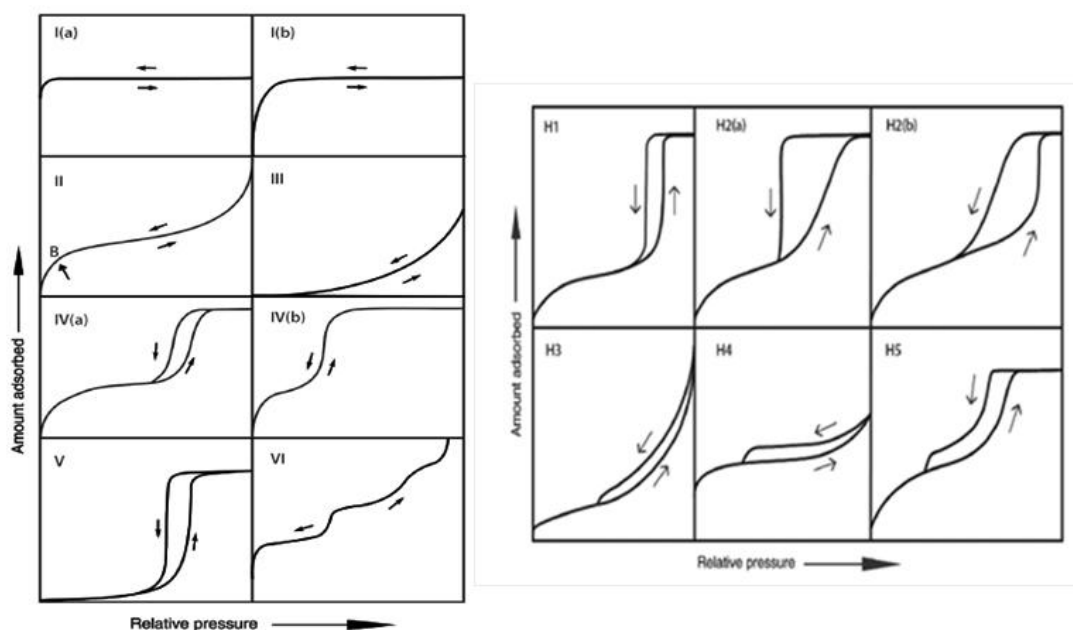 I(a)
I(b)
II
III
B
IV(a)
IV(b)
V
VI
Amount adsorbed
Relative pressure
H1
H2(a)
H2(b)
H3
H4
H5
Amount adsorbed
Relative pressure